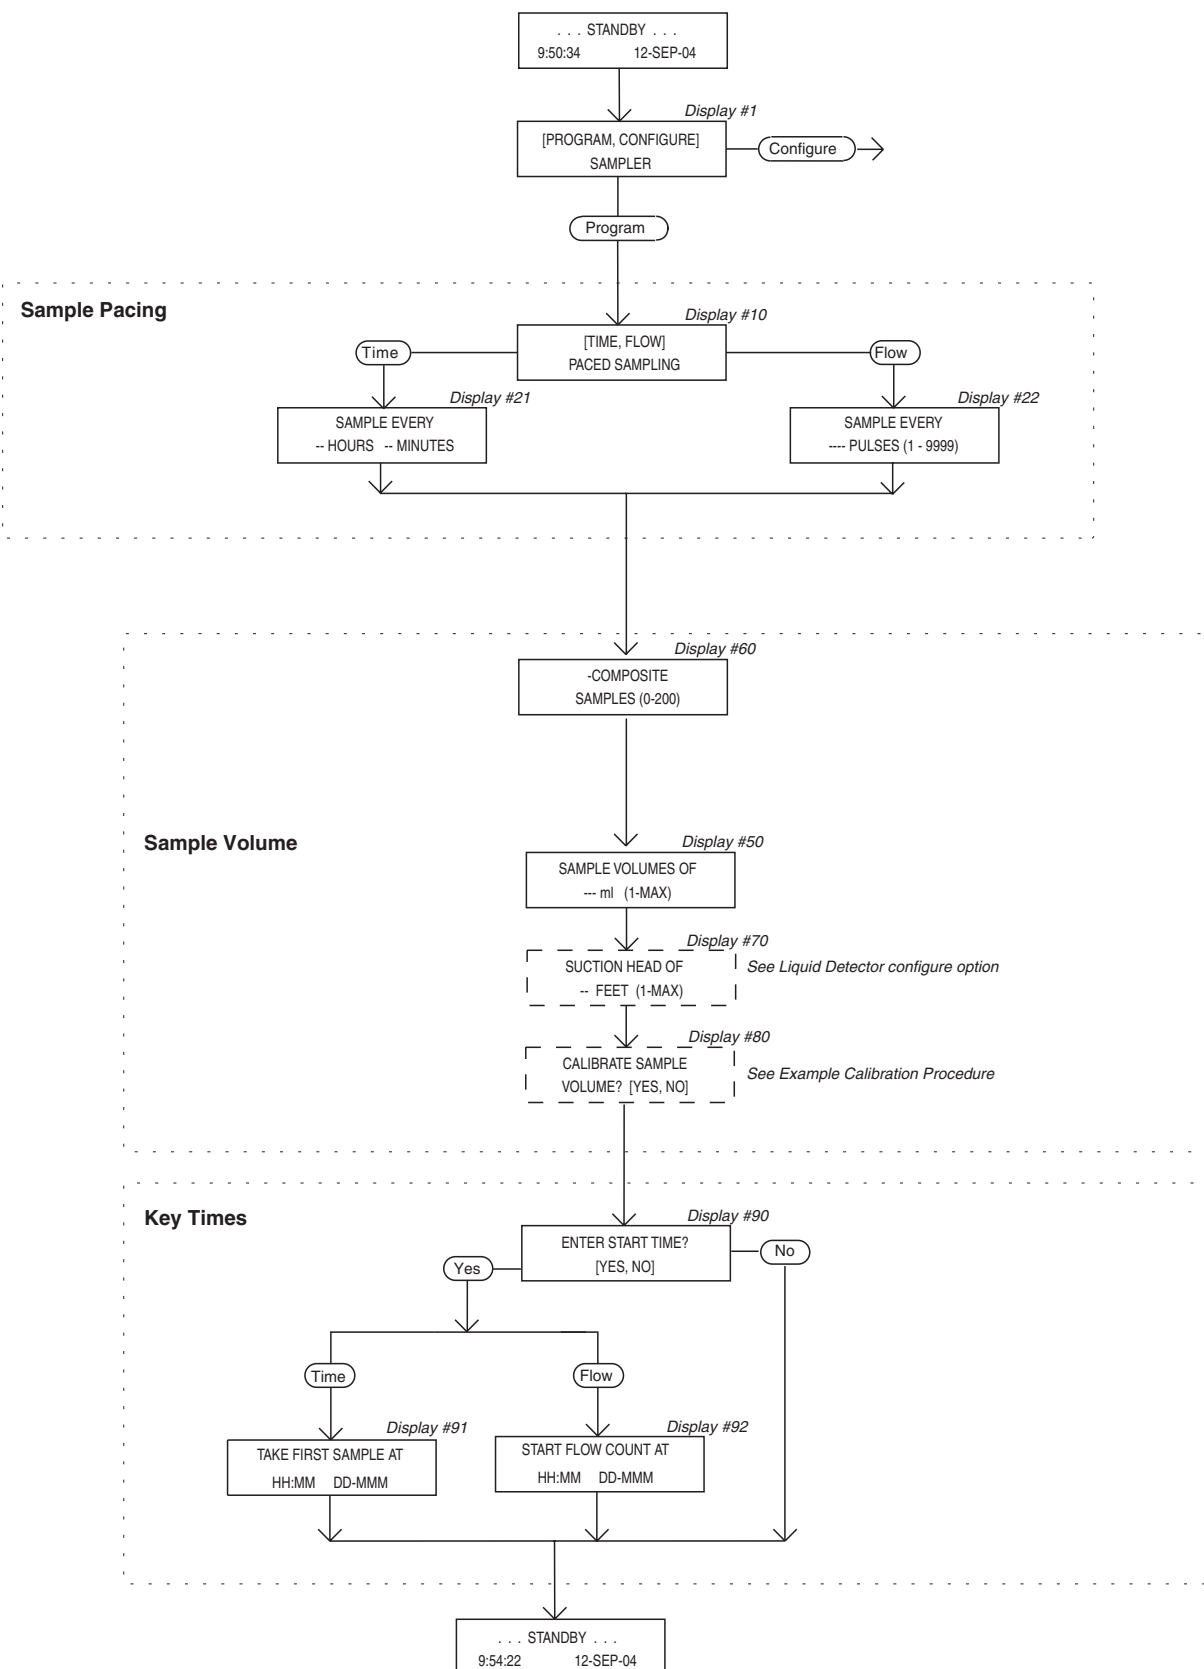 . . . STANDBY . . .
9:50:34 12-SEP-04
Display #1
[PROGRAM, CONFIGURE]
SAMPLER
Configure
Program
Sample Pacing
Display #10
[TIME, FLOW]
PACED SAMPLING
Time
Flow
Display #21
SAMPLE EVERY
-- HOURS -- MINUTES
Display #22
SAMPLE EVERY
---- PULSES (1 - 9999)
Display #60
-COMPOSITE
SAMPLES (0-200)
Sample Volume
Display #50
SAMPLE VOLUMES OF
--- ml (1-MAX)
Display #70
SUCTION HEAD OF
-- FEET (1-MAX)
See Liquid Detector configure option
Display #80
CALIBRATE SAMPLE
VOLUME? [YES, NO]
See Example Calibration Procedure
Key Times
Display #90
ENTER START TIME?
[YES, NO]
Yes
No
Time
Flow
Display #91
TAKE FIRST SAMPLE AT
HH:MM DD-MMM
Display #92
START FLOW COUNT AT
HH:MM DD-MMM
. . . STANDBY . . .
9:54:22 12-SEP-04